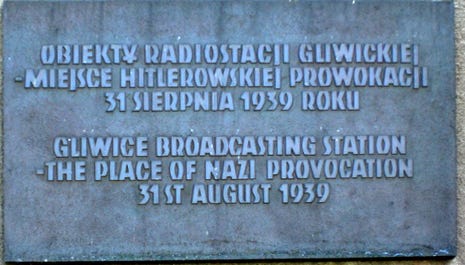 OBIEKTY RADIOSTACJI GLIWICKIEJ
-MIEJSCE HITLEROWSKIEJ PROWOKACJI
31 SIERPNIA 1939 ROKU
GLIWICE BROADCASTING STATION
-THE PLACE OF NAZI PROVOCATION
31 ST AUGUST 1939